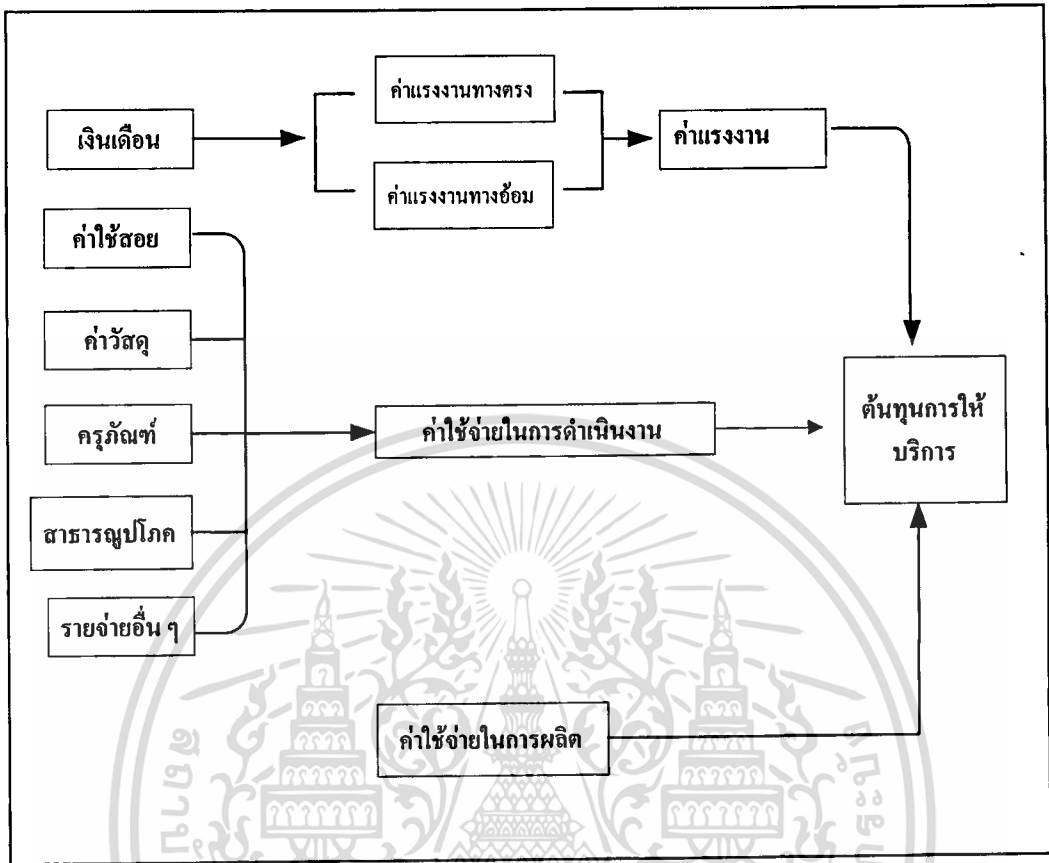 เงินเดือน
ค่าแรงงานทางตรง
ค่าแรงงานทางอ้อม
ค่าแรงงาน
ค่าใช้สอย
ค่าวัสดุ
ครุภัณฑ์
สาธารณูปโภค
รายจ่ายอื่น ๆ
ค่าใช้จ่ายในการดำเนินงาน
ต้นทุนการให้
บริการ
ค่าใช้จ่ายในการผลิต